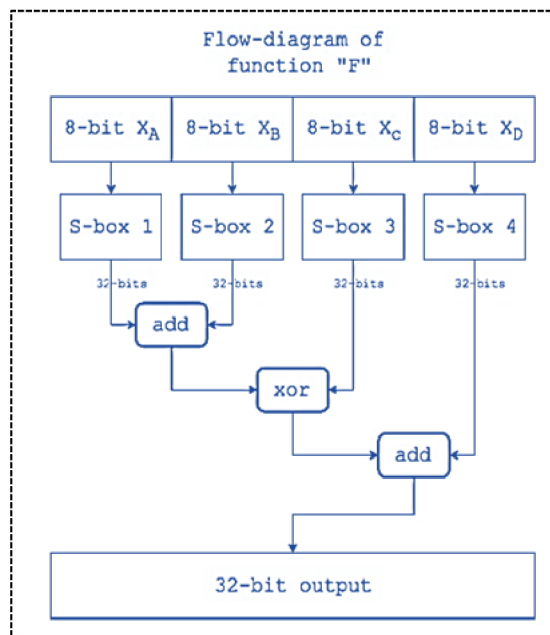 Flow-diagram of
function "F"
8-bit XA 8-bit XB 8-bit XC 8-bit XD
S-box 1 S-box 2 S-box 3 S-box 4
32-bits 32-bits 32-bits 32-bits
add
xor
add
32-bit output